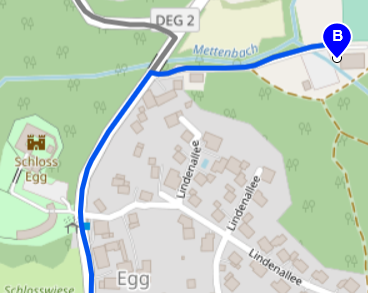 DEG 2
B
Mettenbach
Schloss
Egg
Lindenallee
Lindenallee
Lindenallee
Egg
Schlosswiese